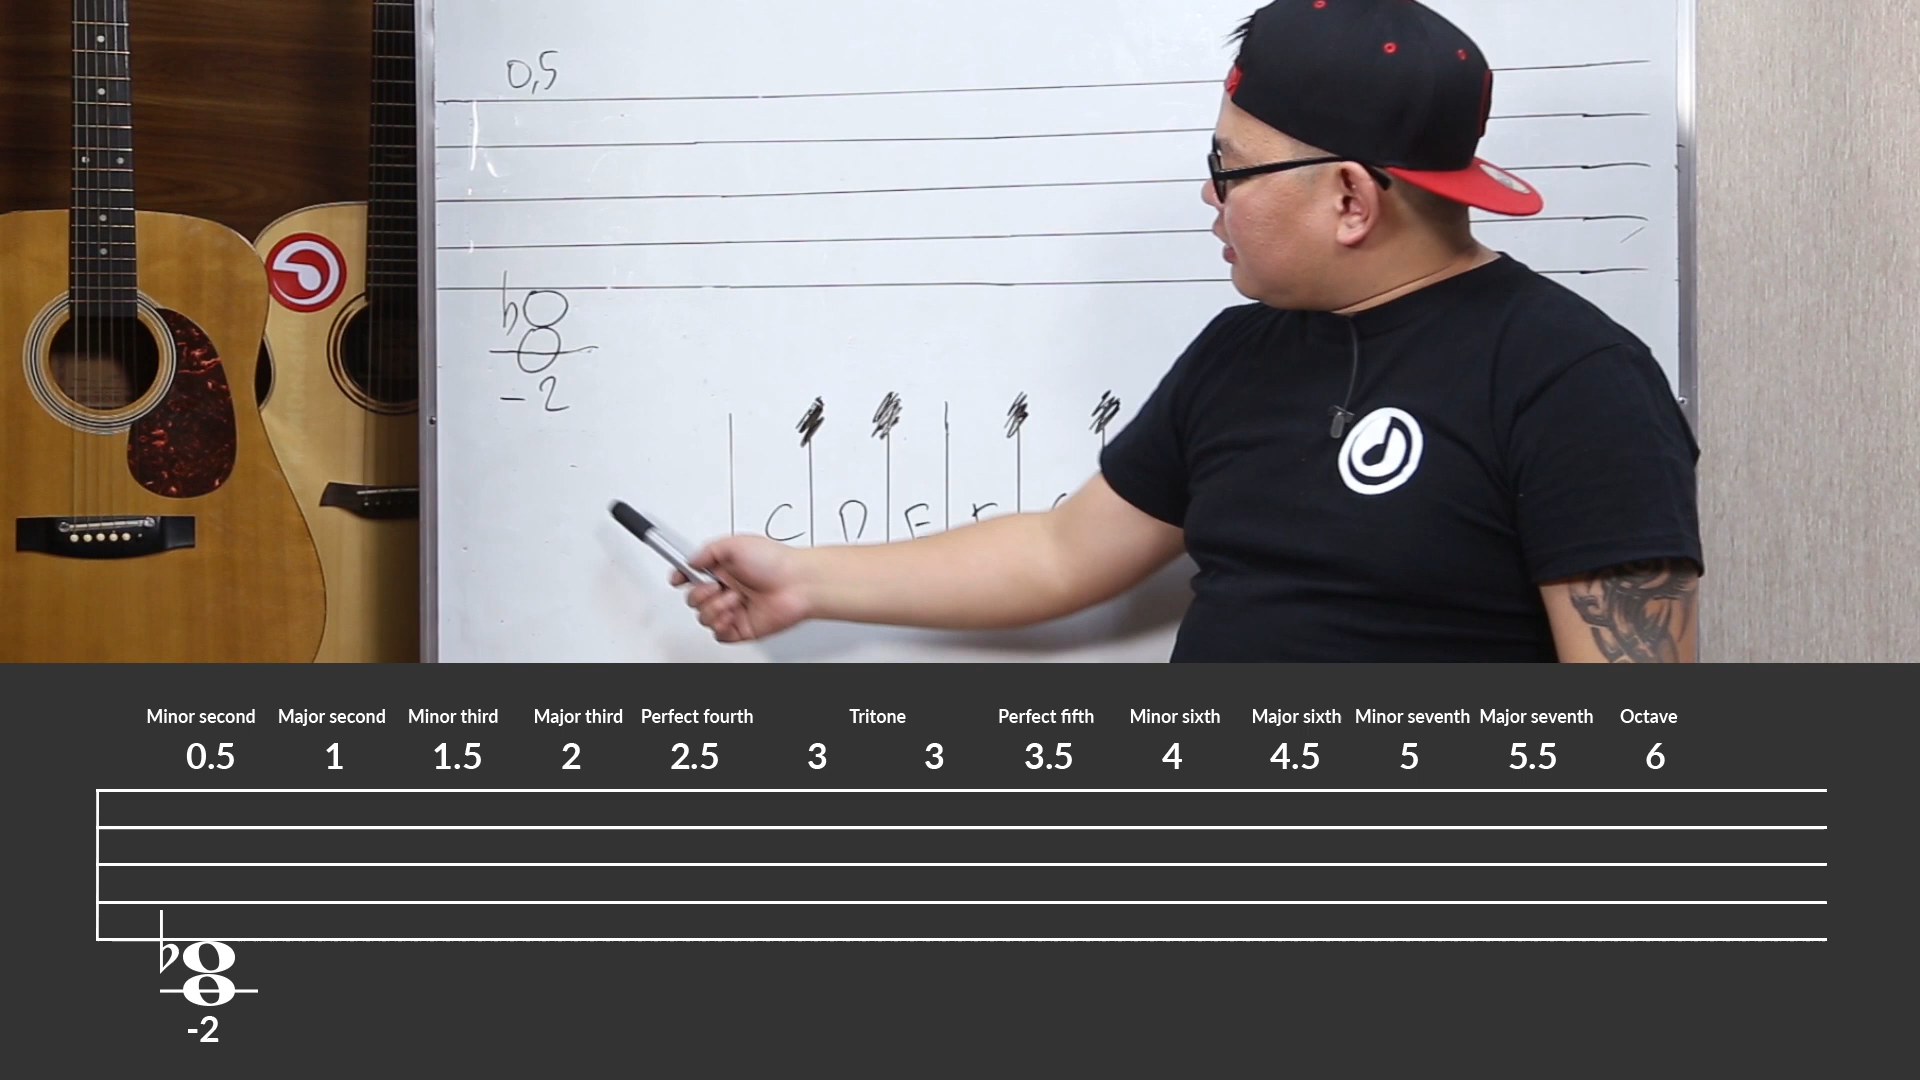 0,5
b
-2
C D E F
Minor second Major second Minor third Major third Perfect fourth Tritone Perfect fifth Minor sixth Major sixth Minor seventh Major seventh Octave
0.5 1 1.5 2 2.5 3 3 3.5 4 4.5 5 5.5 6
-2